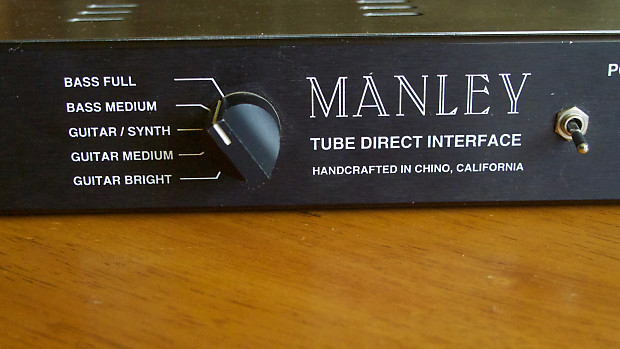 BASS FULL
BASS MEDIUM
GUITAR / SYNTH
GUITAR MEDIUM
GUITAR BRIGHT
MANLEY
TUBE DIRECT INTERFACE
HANDCRAFTED IN CHINO, CALIFORNIA